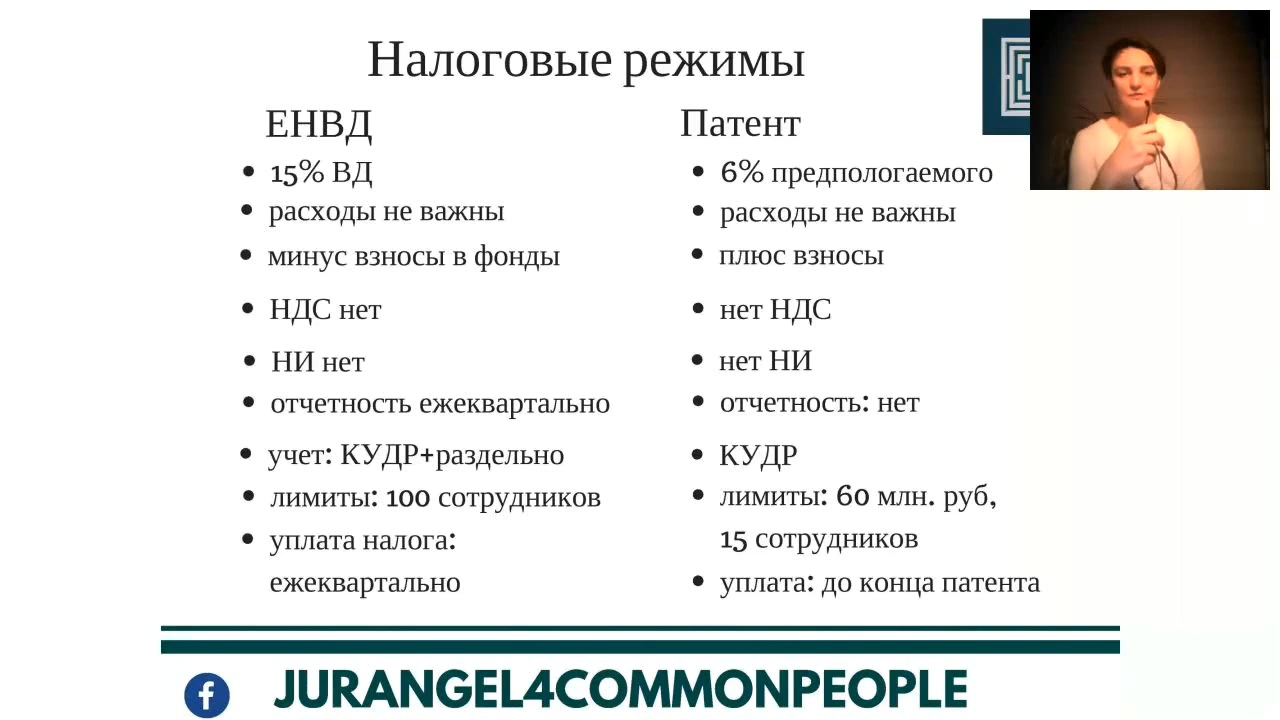 Налоговые режимы
ЕНВД
15% ВД
расходы не важны
минус взносы в фонды
НДС нет
НИ нет
отчетность ежеквартально
учет: КУДР+раздельно
лимиты: 100 сотрудников
уплата налога:
ежеквартально
Патент
6% предпологаемого
расходы не важны
плюс взносы
нет НДС
нет НИ
отчетность: нет
КУДР
лимиты: 60 млн. руб,
15 сотрудников
уплата: до конца патента
JURANGEL4COMMONPEOPLE